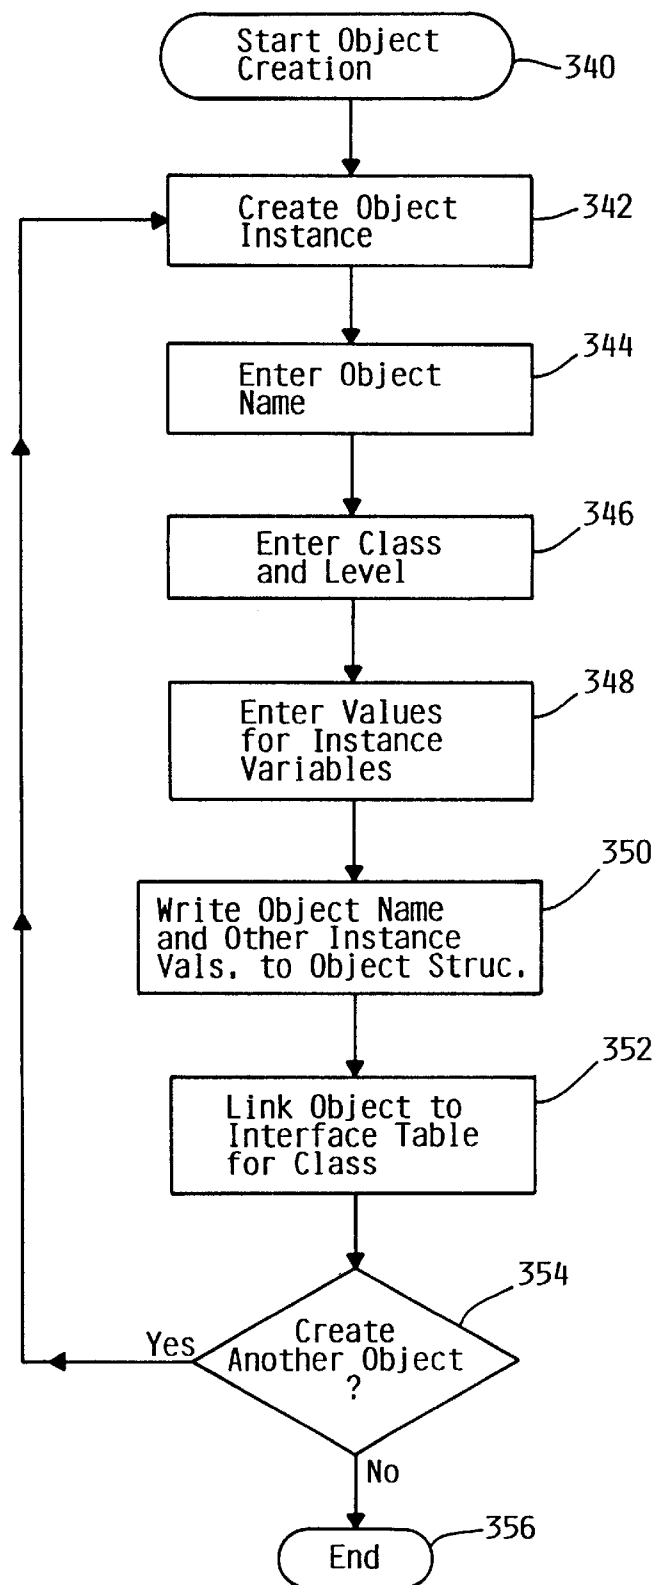 Start Object
Creation
340
Create Object
Instance
342
Enter Object
Name
344
Enter Class
and Level
346
Enter Values
for Instance
Variables
348
Write Object Name
and Other Instance
Vals. to Object Struc.
350
Link Object to
Interface Table
for Class
352
Create
Another Object
?
354
Yes
No
End
356